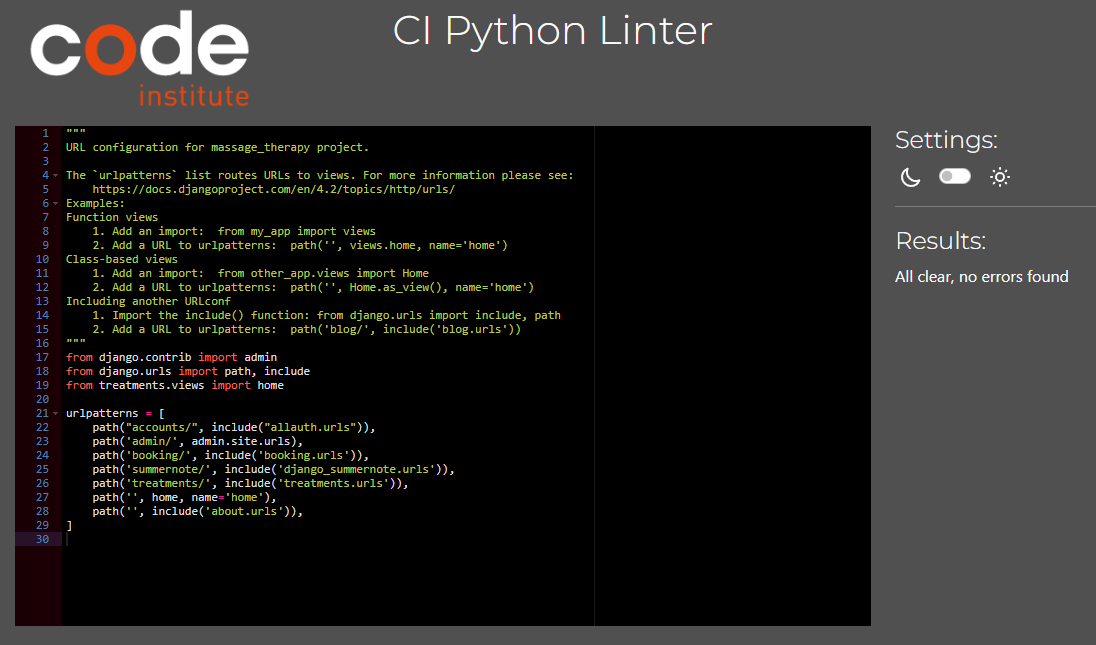 code
institute
CI Python Linter
1 """
2 URL configuration for massage_therapy project.
3
4 The `urlpatterns` list routes URLs to views. For more information please see:
5     https://docs.djangoproject.com/en/4.2/topics/http/urls/
6 Examples:
7 Function views
8     1. Add an import:  from my_app import views
9     2. Add a URL to urlpatterns:  path('', views.home, name='home')
10 Class-based views
11     1. Add an import:  from other_app.views import Home
12     2. Add a URL to urlpatterns:  path('', Home.as_view(), name='home')
13 Including another URLconf
14     1. Import the include() function: from django.urls import include, path
15     2. Add a URL to urlpatterns:  path('blog/', include('blog.urls'))
16 """
17 from django.contrib import admin
18 from django.urls import path, include
19 from treatments.views import home
20
21 urlpatterns = [
22     path("accounts/", include("allauth.urls")),
23     path('admin/', admin.site.urls),
24     path('booking/', include('booking.urls')),
25     path('summernote/', include('django_summernote.urls')),
26     path('treatments/', include('treatments.urls')),
27     path('', home, name='home'),
28     path('', include('about.urls')),
29 ]
30
Settings:
Results:
All clear, no errors found